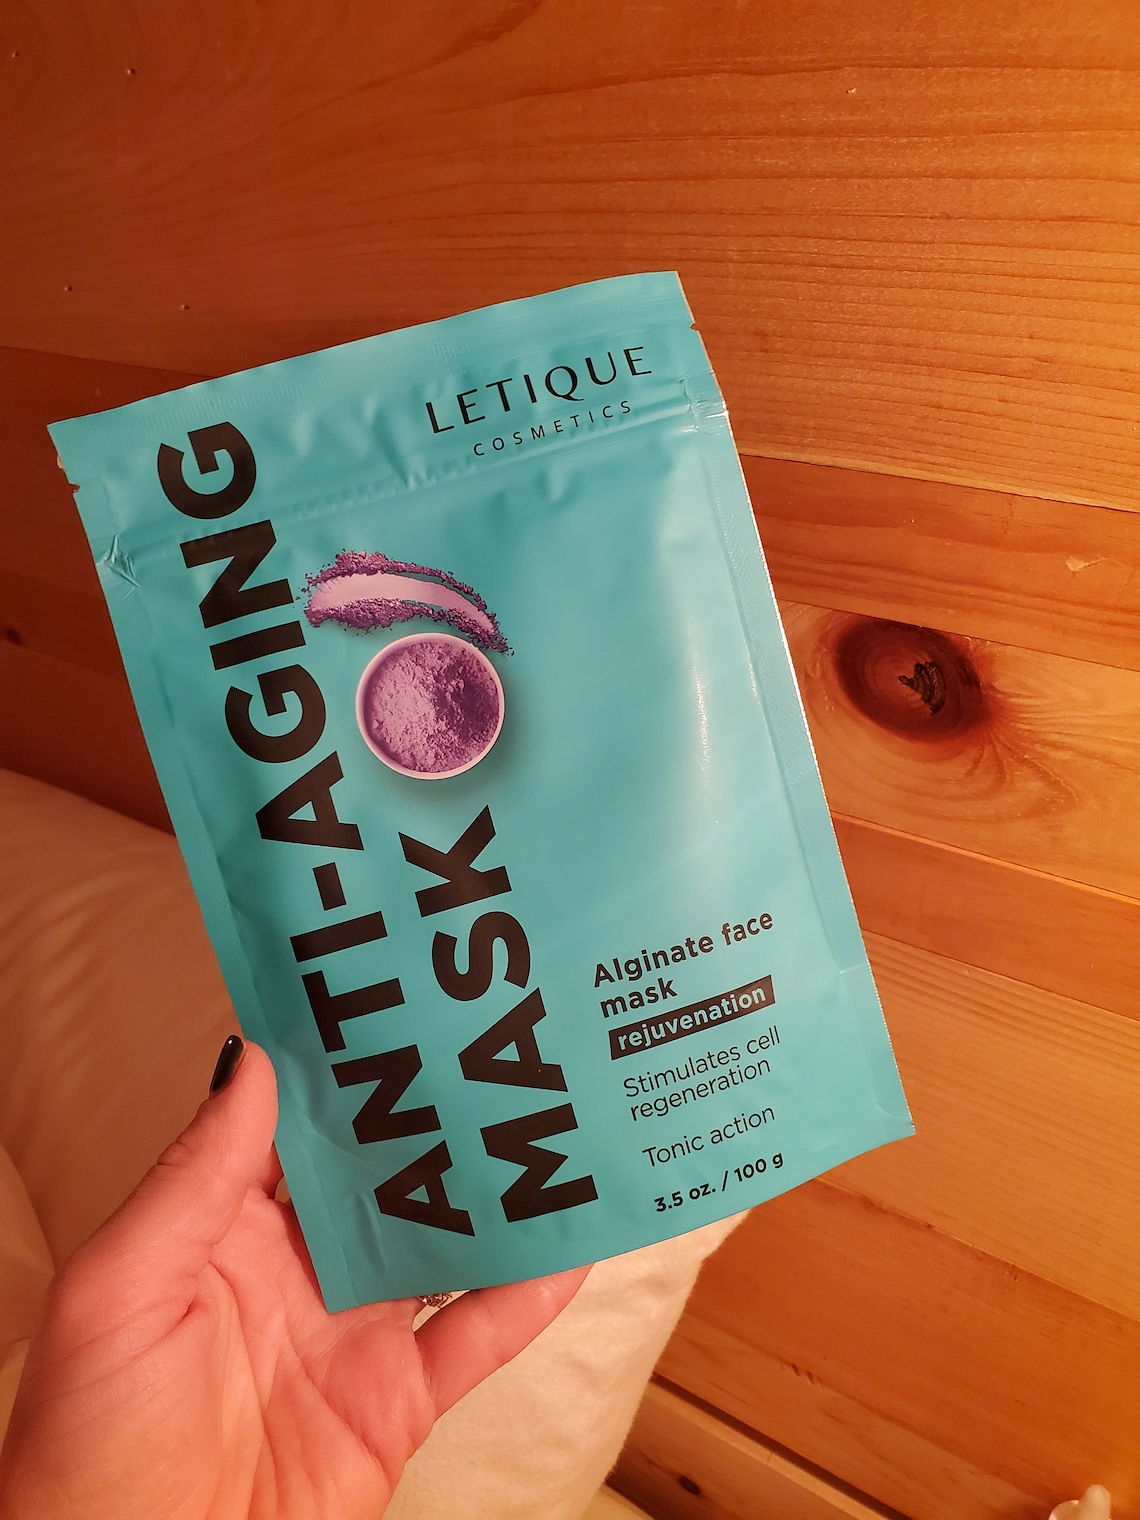 LETIQUE
COSMETICS
ANTI-AGING
MASK
Alginate face
mask
rejuvenation
Stimulates cell
regeneration
Tonic action
3.5 oz. / 100 g